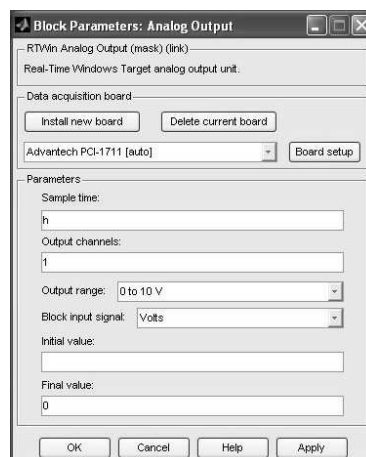 Block Parameters: Analog Output
RTWin Analog Output (mask) (link)
Real-Time Windows Target analog output unit.
Data acquisition board
Install new board Delete current board
Advantech PCI-1711 [auto] Board setup
Parameters
Sample time:
h
Output channels:
1
Output range: 0 to 10 V
Block input signal: Volts
Initial value:
Final value:
0
OK Cancel Help Apply